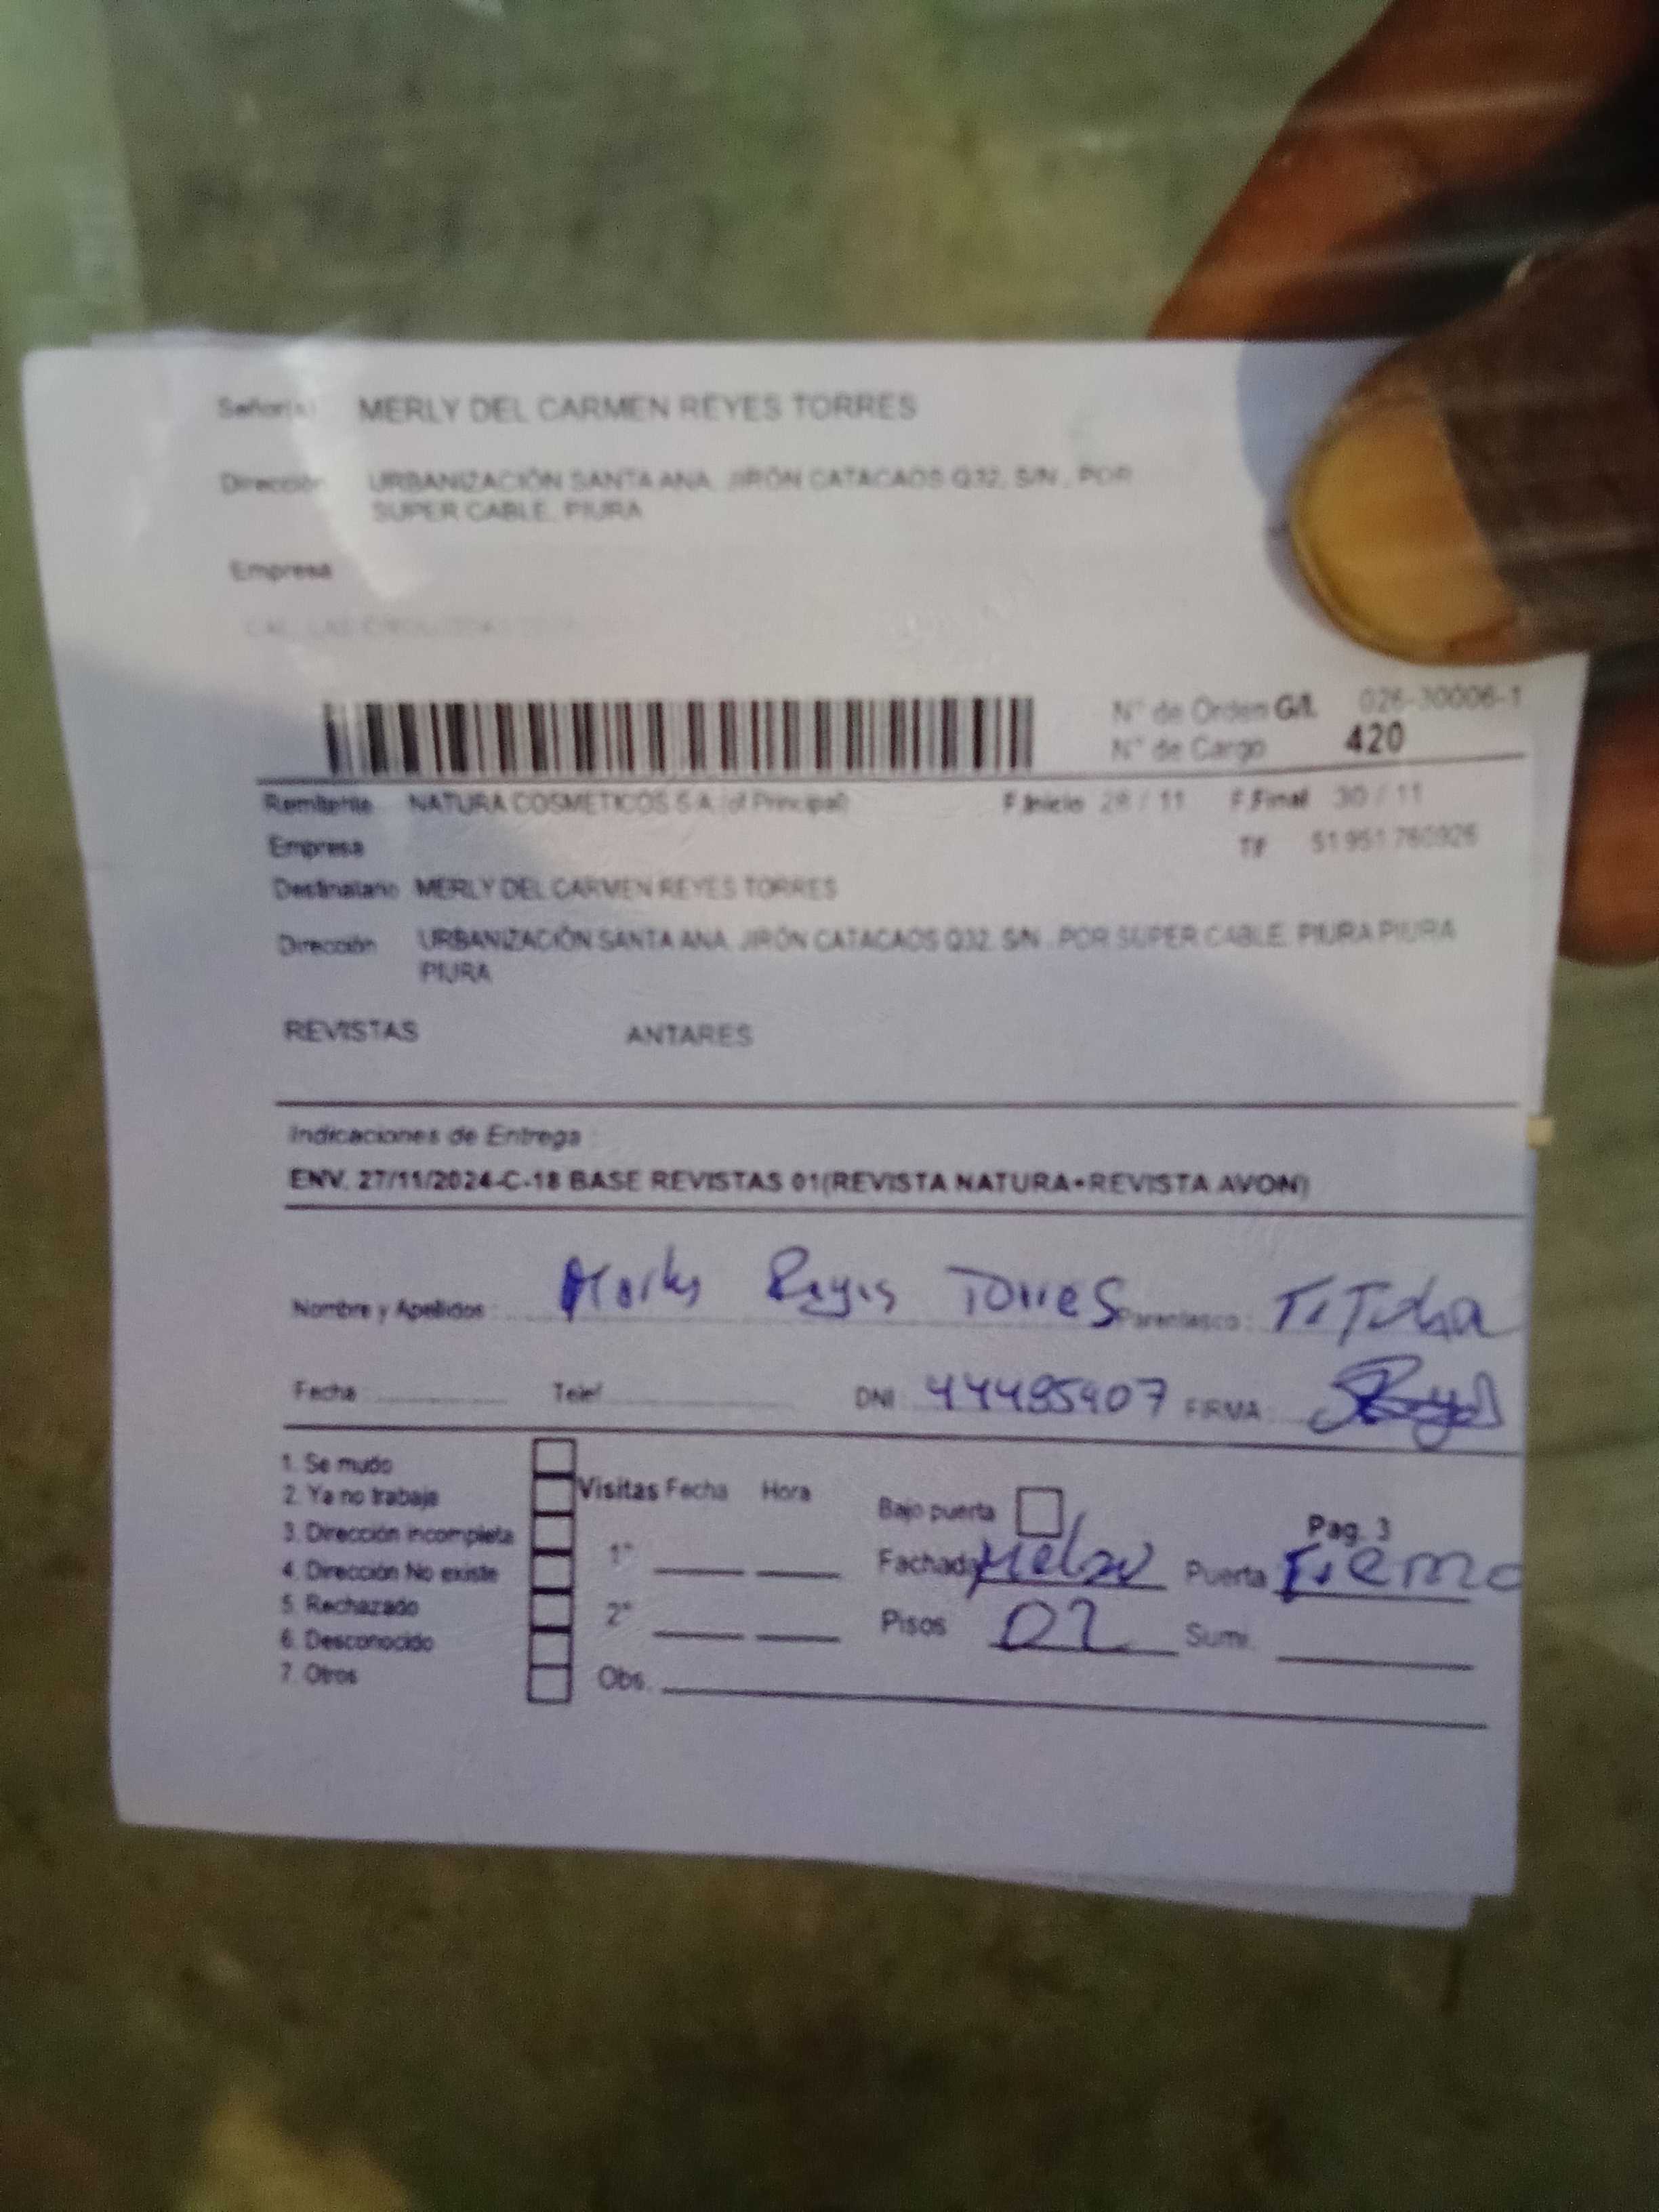 Señor(a) MERLY DEL CARMEN REYES TORRES
Dirección URBANIZACIÓN SANTA ANA. JIRÓN CATACAOS Q32, S/N., POR
SUPER CABLE, PIURA
Empresa
N° de Orden G/L 026-30006-1
N° de Cargo 420
Remitente NATURA COSMETICOS S A (of Principal) F.Inicio 28 / 11 F.Final 30 / 11
Empresa Tlf 51 951 760926
Destinatario MERLY DEL CARMEN REYES TORRES
Dirección URBANIZACIÓN SANTA ANA. JIRÓN CATACAOS Q32, S/N., POR SUPER CABLE, PIURA PIURA
PIURA
REVISTAS ANTARES
Indicaciones de Entrega :
ENV. 27/11/2024-C-18 BASE REVISTAS 01(REVISTA NATURA+REVISTA AVON)
Nombre y Apellidos : Reyes Torres Parentesco :
Fecha Telef DNI 44485907 FIRMA :
1. Se mudo
2. Ya no trabaja
3. Dirección incompleta
4. Dirección No existe
5. Rechazado
6. Desconocido
7. Otros
Visitas Fecha Hora
1°
2°
Obs.
Bajo puerta Pag. 3
Fachada Puerta
Pisos 02 Sumi.